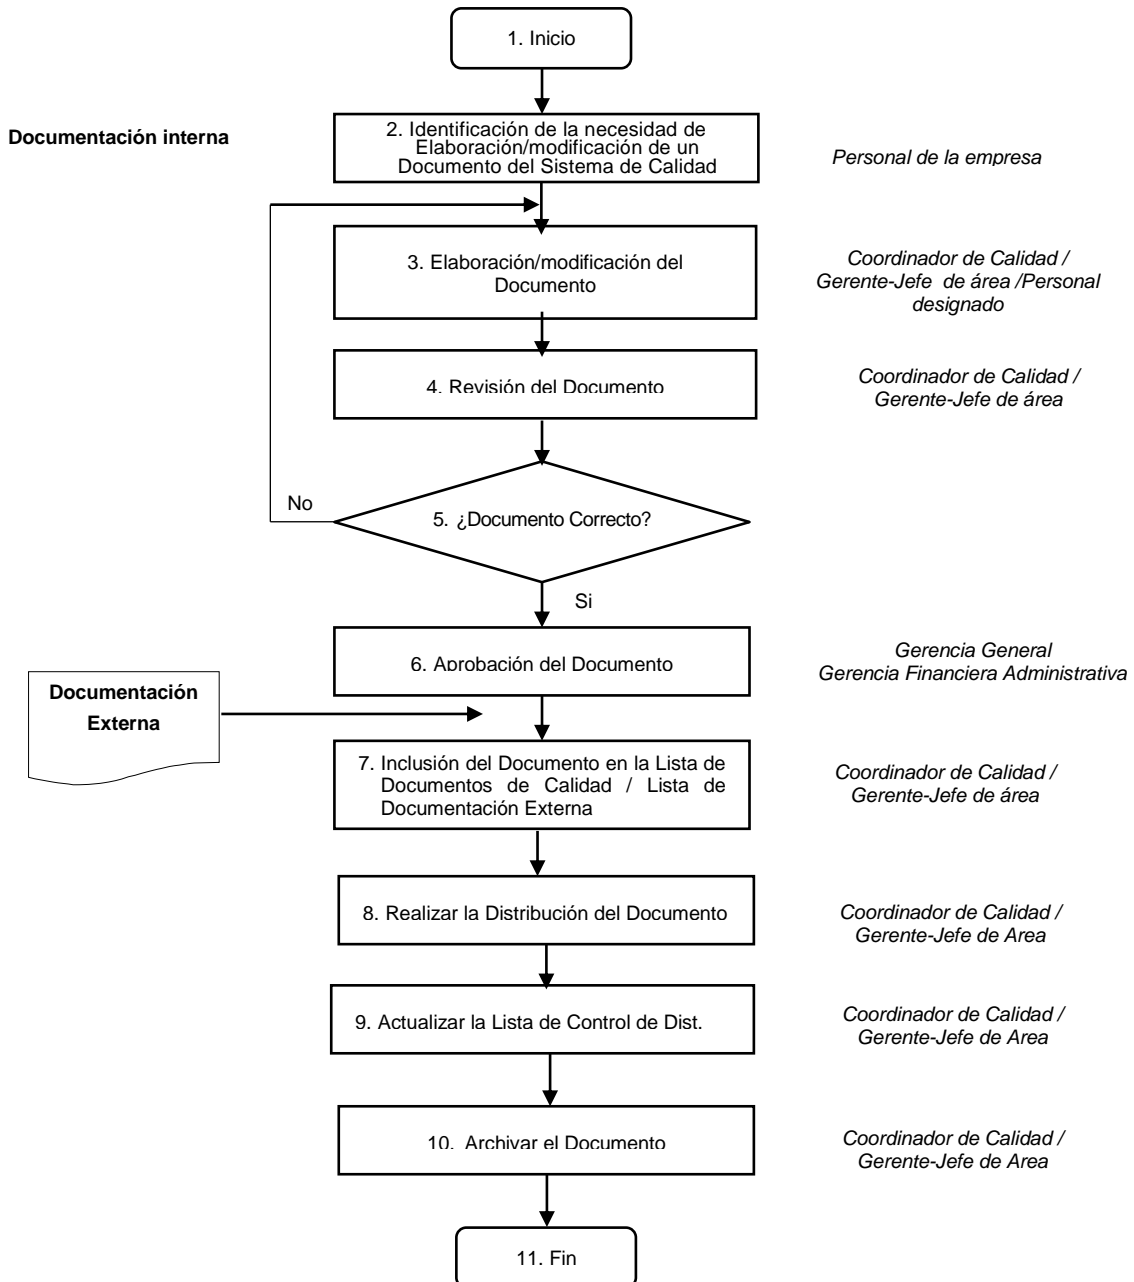 1. Inicio
Documentación interna
2. Identificación de la necesidad de
Elaboración/modificación de un
Documento del Sistema de Calidad
Personal de la empresa
3. Elaboración/modificación del
Documento
Coordinador de Calidad /
Gerente-Jefe de área /Personal
designado
4. Revisión del Documento
Coordinador de Calidad /
Gerente-Jefe de área
No
5. ¿Documento Correcto?
Si
6. Aprobación del Documento
Gerencia General
Gerencia Financiera Administrativa
Documentación
Externa
7. Inclusión del Documento en la Lista de
Documentos de Calidad / Lista de
Documentación Externa
Coordinador de Calidad /
Gerente-Jefe de área
8. Realizar la Distribución del Documento
Coordinador de Calidad /
Gerente-Jefe de Area
9. Actualizar la Lista de Control de Dist.
Coordinador de Calidad /
Gerente-Jefe de Area
10. Archivar el Documento
Coordinador de Calidad /
Gerente-Jefe de Area
11. Fin